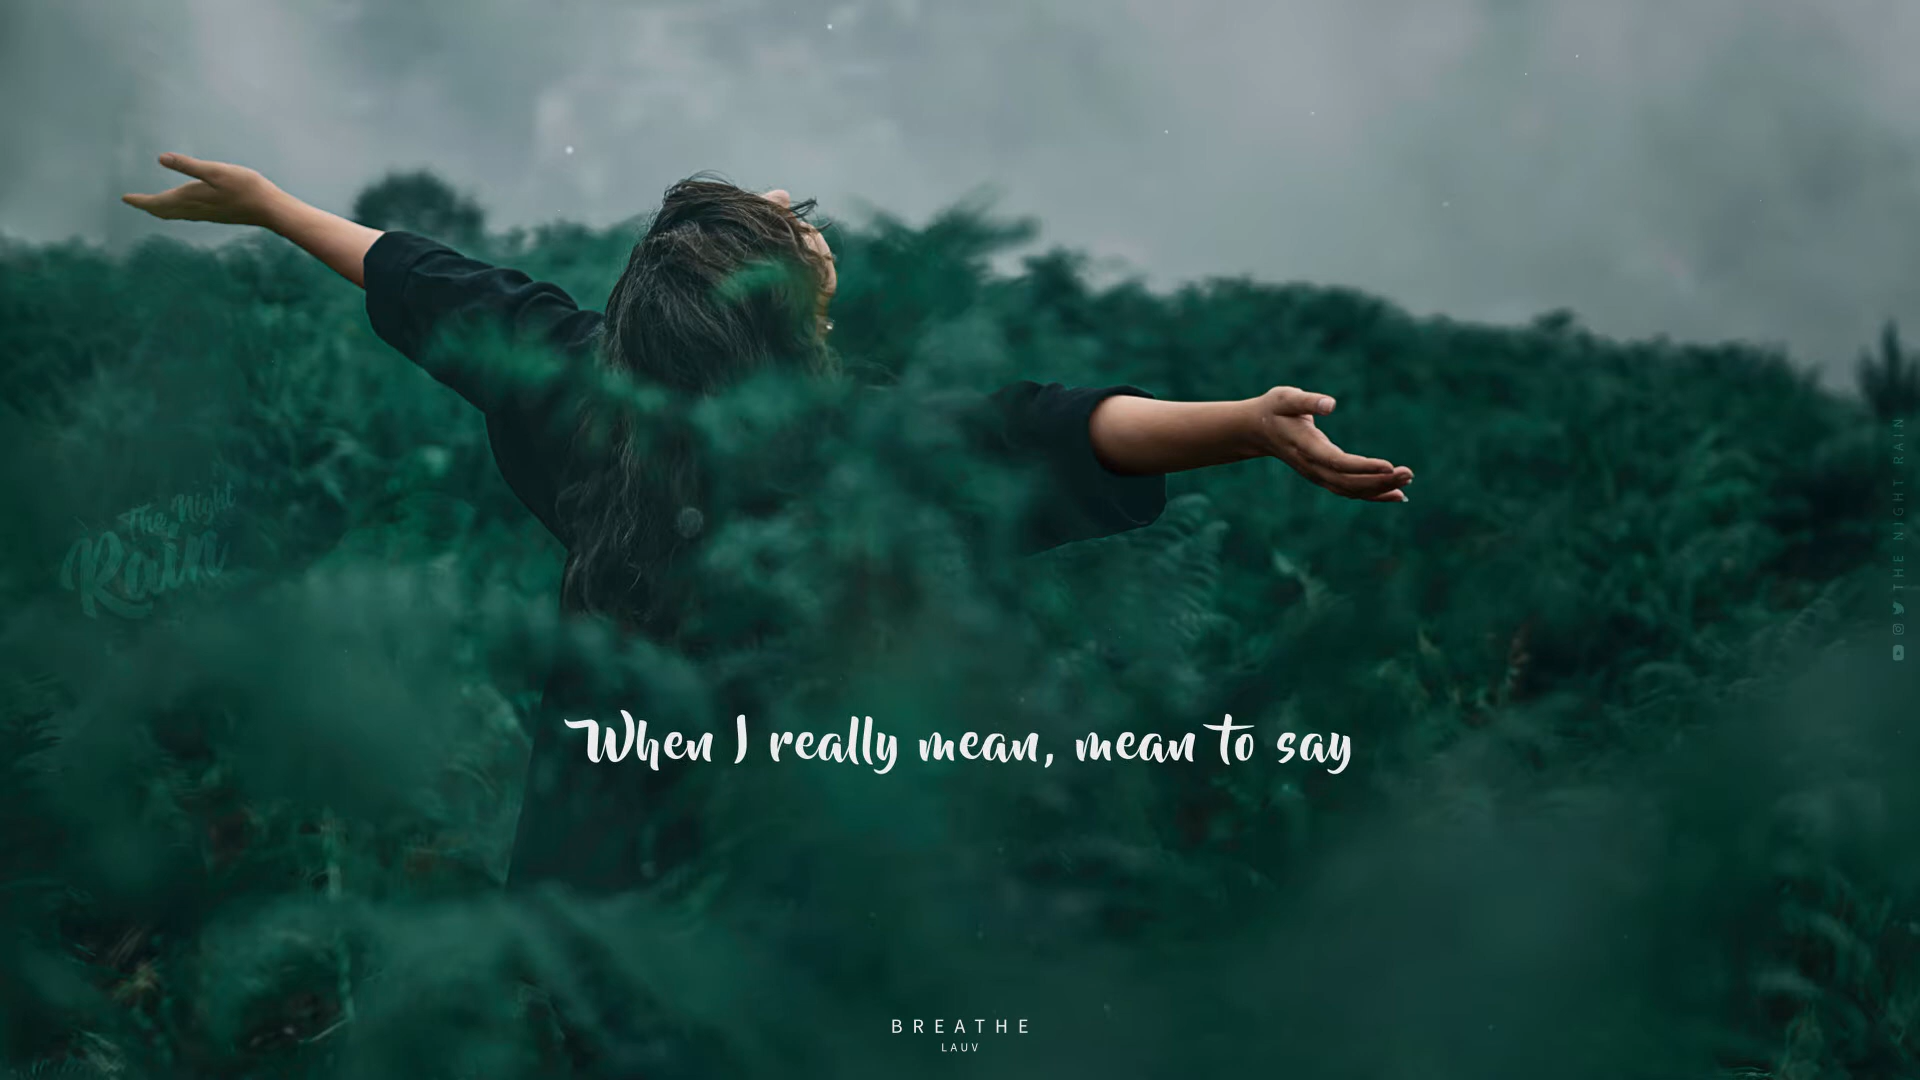 The Night
Rain
THE NIGHT RAIN
When I really mean, mean to say
BREATHE
LAUV